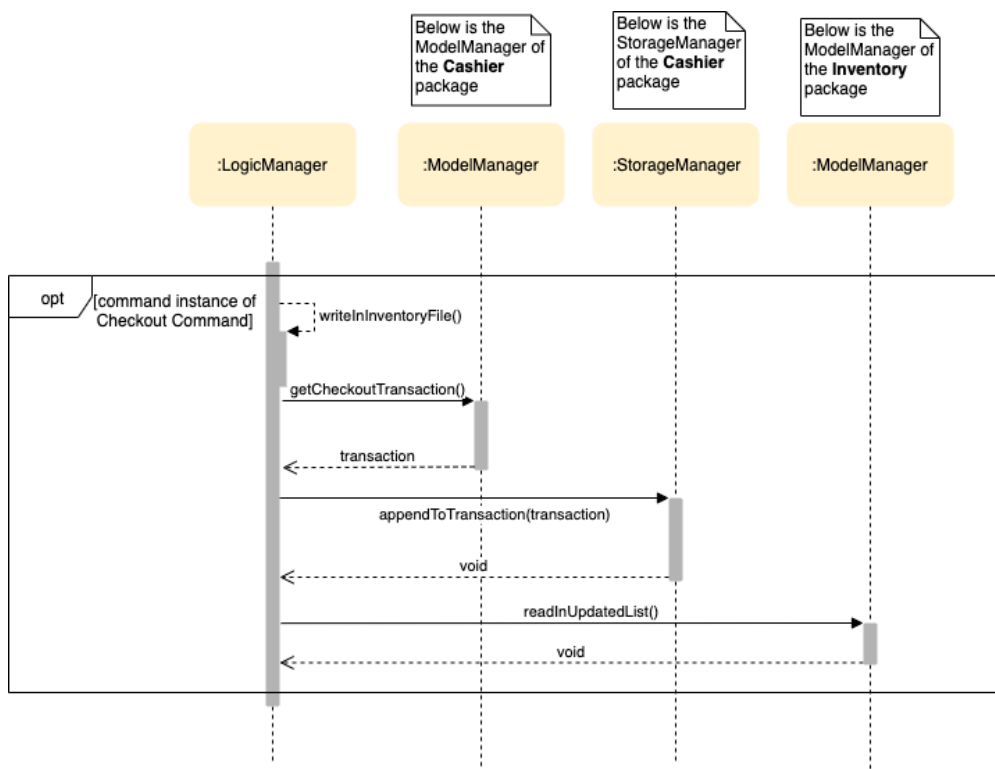 Below is the
ModelManager of
the Cashier
package
Below is the
StorageManager
of the Cashier
package
Below is the
ModelManager of
the Inventory
package
:LogicManager
:ModelManager
:StorageManager
:ModelManager
opt
[command instance of
Checkout Command]
writeInInventoryFile()
getCheckoutTransaction()
transaction
appendToTransaction(transaction)
void
readInUpdatedList()
void